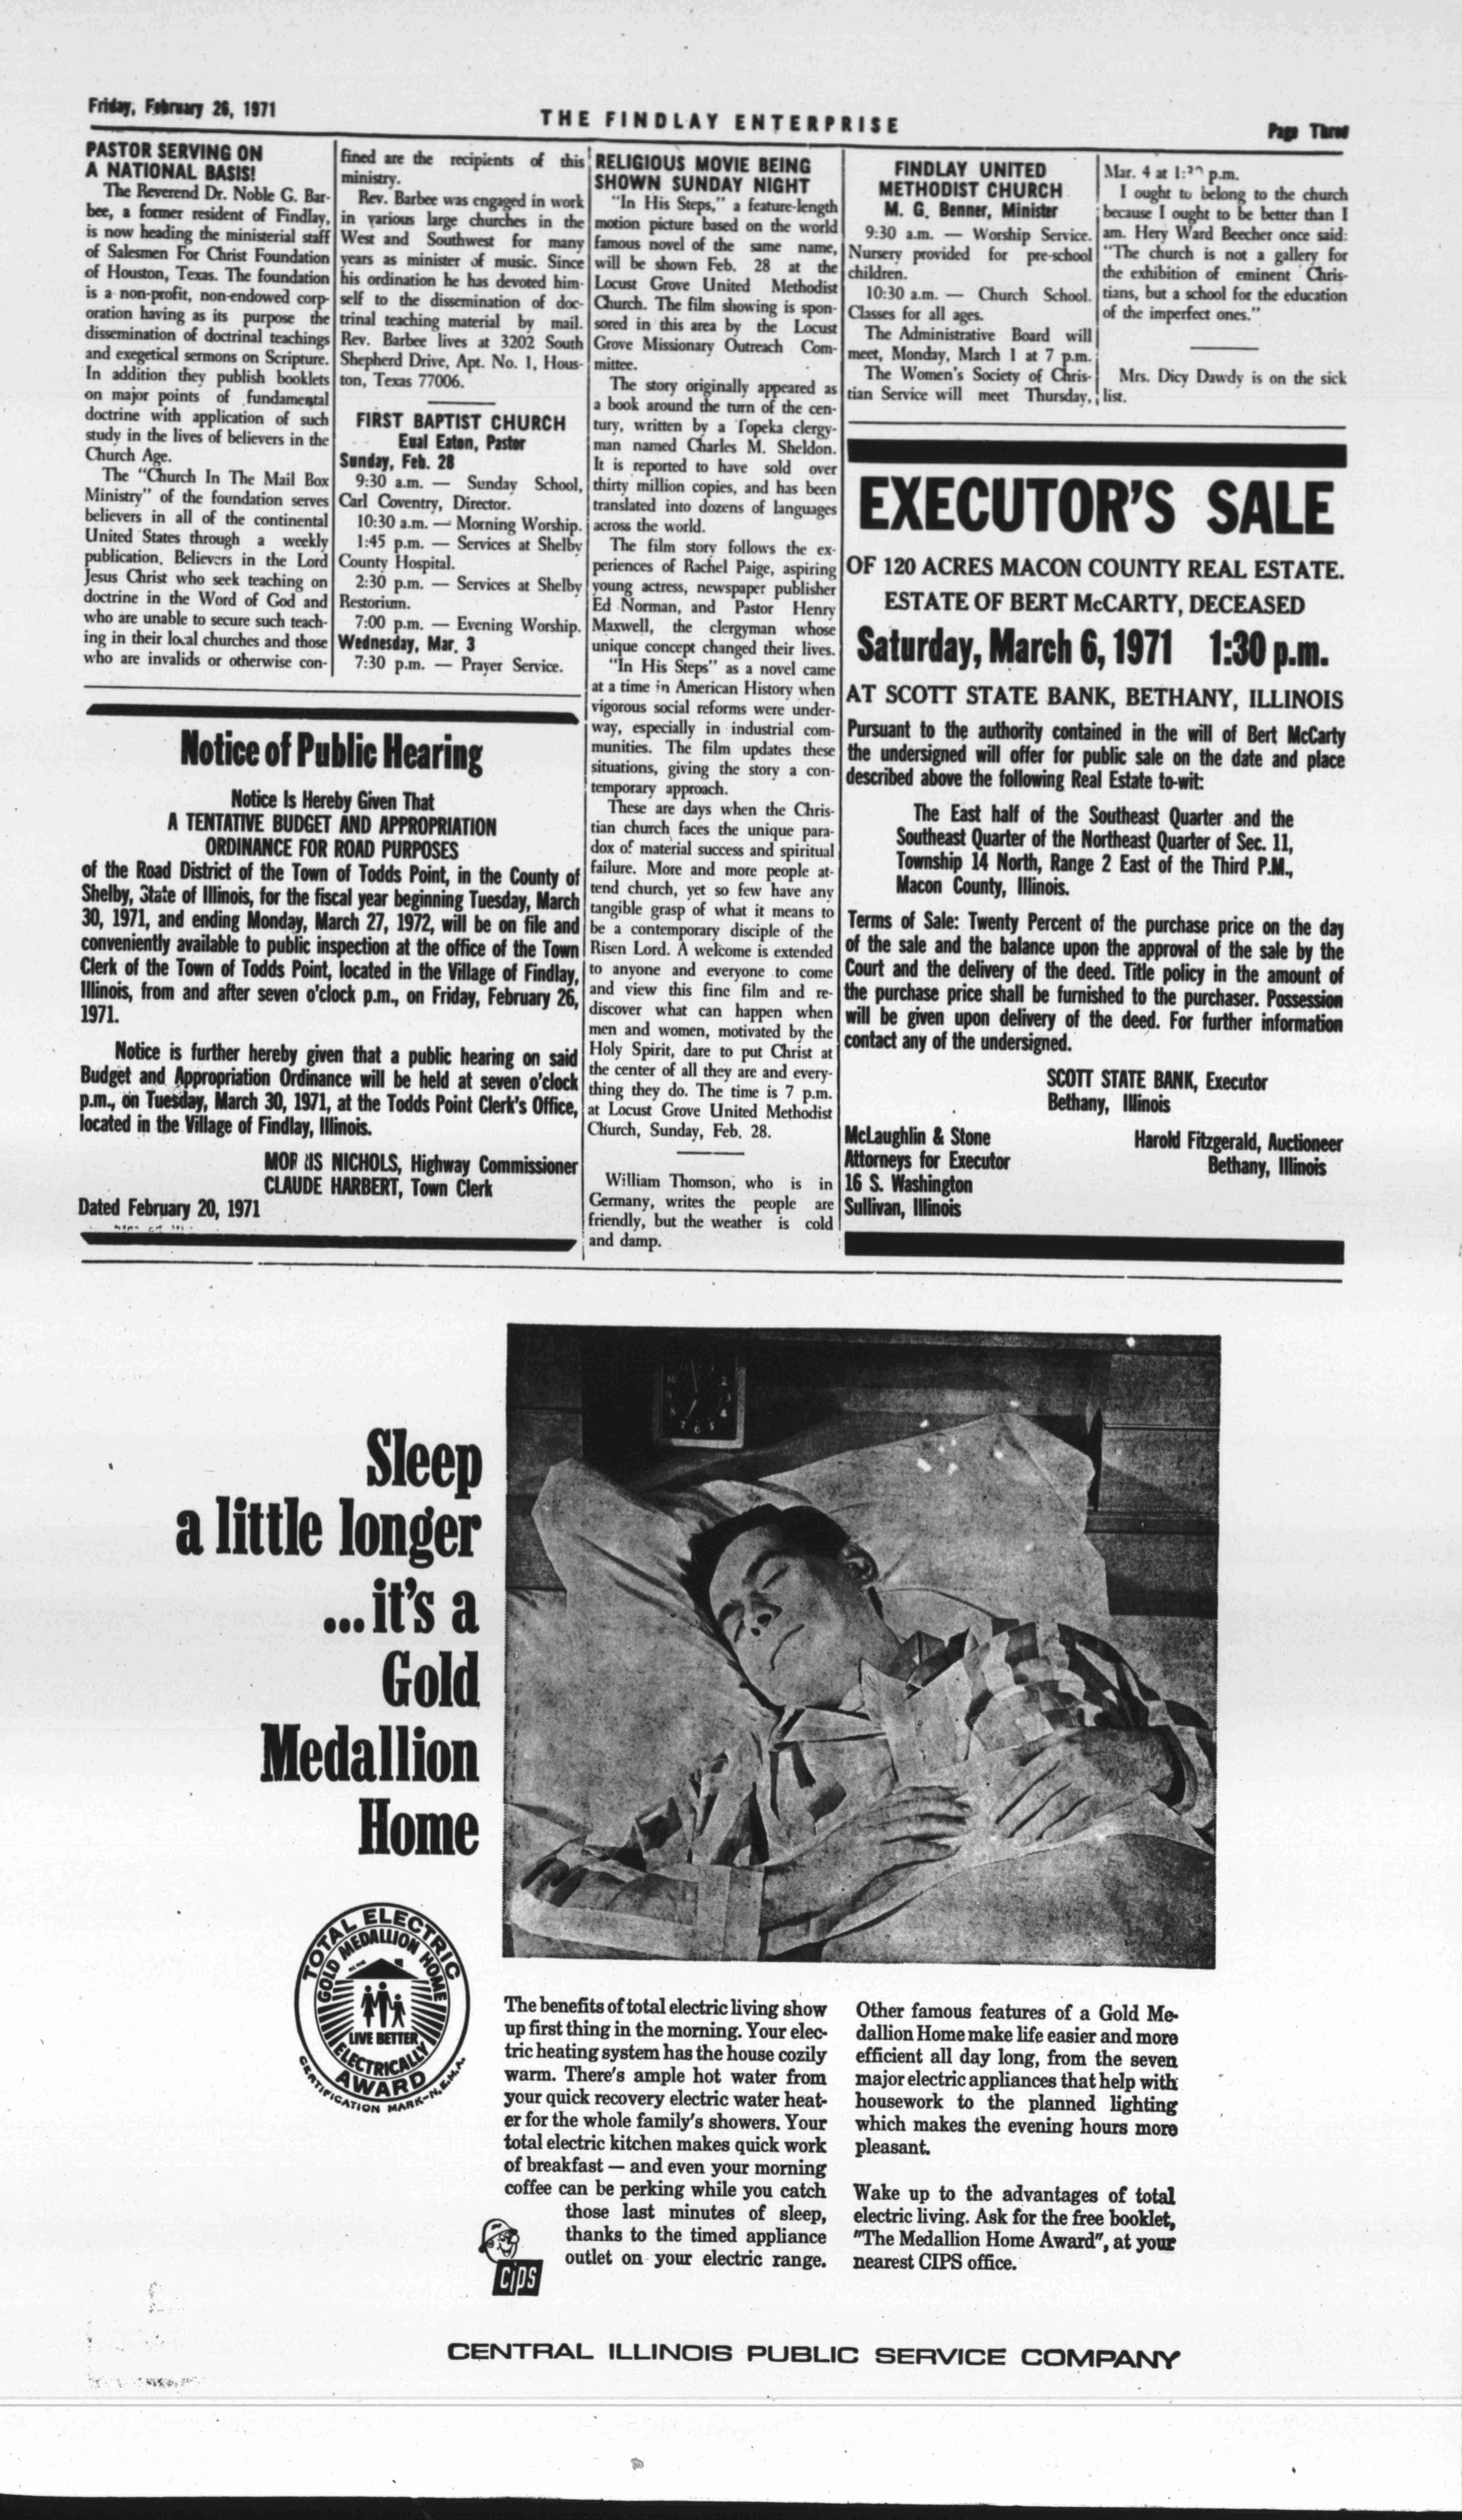 Friday, February 26, 1971
THE FINDLAY ENTERPRISE
Page Three
PASTOR SERVING ON
A NATIONAL BASIS!
The Reverend Dr. Noble G. Bar-
bee, a former resident of Findlay,
is now heading the ministerial staff
of Salesmen For Christ Foundation
of Houston, Texas. The foundation
is a non-profit, non-endowed corp-
oration having as its purpose the
dissemination of doctrinal teachings
and exegetical sermons on Scripture.
In addition they publish booklets
on major points of fundamental
doctrine with application of such
study in the lives of believers in the
Church Age.
The "Church In The Mail Box
Ministry" of the foundation serves
believers in all of the continental
United States through a weekly
publication. Believers in the Lord
Jesus Christ who seek teaching on
doctrine in the Word of God and
who are unable to secure such teach-
ing in their local churches and those
who are invalids or otherwise con-
fined are the recipients of this
ministry.
Rev. Barbee was engaged in work
in various large churches in the
West and Southwest for many
years as minister of music. Since
his ordination he has devoted him-
self to the dissemination of doc-
trinal teaching material by mail.
Rev. Barbee lives at 3202 South
Shepherd Drive, Apt. No. 1, Hous-
ton, Texas 77006.
FIRST BAPTIST CHURCH
Eual Eaton, Pastor
Sunday, Feb. 28
9:30 a.m. — Sunday School,
Carl Coventry, Director.
10:30 a.m. — Morning Worship.
1:45 p.m. — Services at Shelby
County Hospital.
2:30 p.m. — Services at Shelby
Restorium.
7:00 p.m. — Evening Worship.
Wednesday, Mar. 3
7:30 p.m. — Prayer Service.
Notice of Public Hearing
Notice Is Hereby Given That
A TENTATIVE BUDGET AND APPROPRIATION
ORDINANCE FOR ROAD PURPOSES
of the Road District of the Town of Todds Point, in the County of
Shelby, State of Illinois, for the fiscal year beginning Tuesday, March
30, 1971, and ending Monday, March 27, 1972, will be on file and
conveniently available to public inspection at the office of the Town
Clerk of the Town of Todds Point, located in the Village of Findlay,
Illinois, from and after seven o'clock p.m., on Friday, February 26,
1971.
Notice is further hereby given that a public hearing on said
Budget and Appropriation Ordinance will be held at seven o'clock
p.m., on Tuesday, March 30, 1971, at the Todds Point Clerk's Office,
located in the Village of Findlay, Illinois.
MORRIS NICHOLS, Highway Commissioner
CLAUDE HARBERT, Town Clerk
Dated February 20, 1971
RELIGIOUS MOVIE BEING
SHOWN SUNDAY NIGHT
"In His Steps," a feature-length
motion picture based on the world
famous novel of the same name,
will be shown Feb. 28 at the
Locust Grove United Methodist
Church. The film showing is spon-
sored in this area by the Locust
Grove Missionary Outreach Com-
mittee.
The story originally appeared as
a book around the turn of the cen-
tury, written by a Topeka clergy-
man named Charles M. Sheldon.
It is reported to have sold over
thirty million copies, and has been
translated into dozens of languages
across the world.
The film story follows the ex-
periences of Rachel Paige, aspiring
young actress, newspaper publisher
Ed Norman, and Pastor Henry
Maxwell, the clergyman whose
unique concept changed their lives.
"In His Steps" as a novel came
at a time in American History when
vigorous social reforms were under-
way, especially in industrial com-
munities. The film updates these
situations, giving the story a con-
temporary approach.
These are days when the Chris-
tian church faces the unique para-
dox of material success and spiritual
failure. More and more people at-
tend church, yet so few have any
tangible grasp of what it means to
be a contemporary disciple of the
Risen Lord. A welcome is extended
to anyone and everyone to come
and view this fine film and re-
discover what can happen when
men and women, motivated by the
Holy Spirit, dare to put Christ at
the center of all they are and every-
thing they do. The time is 7 p.m.
at Locust Grove United Methodist
Church, Sunday, Feb. 28.
William Thomson, who is in
Germany, writes the people are
friendly, but the weather is cold
and damp.
FINDLAY UNITED
METHODIST CHURCH
M. G. Benner, Minister
9:30 a.m. — Worship Service.
Nursery provided for pre-school
children.
10:30 a.m. — Church School.
Classes for all ages.
The Administrative Board will
meet, Monday, March 1 at 7 p.m.
The Women's Society of Chris-
tian Service will meet Thursday,
Mar. 4 at p.m.
I ought to belong to the church
because I ought to be better than I
am. Hery Ward Beecher once said:
"The church is not a gallery for
the exhibition of eminent Chris-
tians, but a school for the education
of the imperfect ones."
Mrs. Dicy Dawdy is on the sick
list.
EXECUTOR'S SALE
OF 120 ACRES MACON COUNTY REAL ESTATE.
ESTATE OF BERT McCARTY, DECEASED
Saturday, March 6, 1971 1:30 p.m.
AT SCOTT STATE BANK, BETHANY, ILLINOIS
Pursuant to the authority contained in the will of Bert McCarty
the undersigned will offer for public sale on the date and place
described above the following Real Estate to-wit:
The East half of the Southeast Quarter and the
Southeast Quarter of the Northeast Quarter of Sec. 11,
Township 14 North, Range 2 East of the Third P.M.,
Macon County, Illinois.
Terms of Sale: Twenty Percent of the purchase price on the day
of the sale and the balance upon the approval of the sale by the
Court and the delivery of the deed. Title policy in the amount of
the purchase price shall be furnished to the purchaser. Possession
will be given upon delivery of the deed. For further information
contact any of the undersigned.
SCOTT STATE BANK, Executor
Bethany, Illinois
McLaughlin & Stone
Attorneys for Executor
16 S. Washington
Sullivan, Illinois
Harold Fitzgerald, Auctioneer
Bethany, Illinois
Sleep
a little longer
...it's a
Gold
Medallion
Home
TOTAL ELECTRIC
GOLD MEDALLION HOME
LIVE BETTER
ELECTRICALLY
AWARD
CERTIFICATION MARK—N.E.M.A.
The benefits of total electric living show
up first thing in the morning. Your elec-
tric heating system has the house cozily
warm. There's ample hot water from
your quick recovery electric water heat-
er for the whole family's showers. Your
total electric kitchen makes quick work
of breakfast — and even your morning
coffee can be perking while you catch
those last minutes of sleep,
thanks to the timed appliance
outlet on your electric range.
CIPS
Other famous features of a Gold Me-
dallion Home make life easier and more
efficient all day long, from the seven
major electric appliances that help with
housework to the planned lighting
which makes the evening hours more
pleasant.
Wake up to the advantages of total
electric living. Ask for the free booklet,
"The Medallion Home Award", at your
nearest CIPS office.
CENTRAL ILLINOIS PUBLIC SERVICE COMPANY